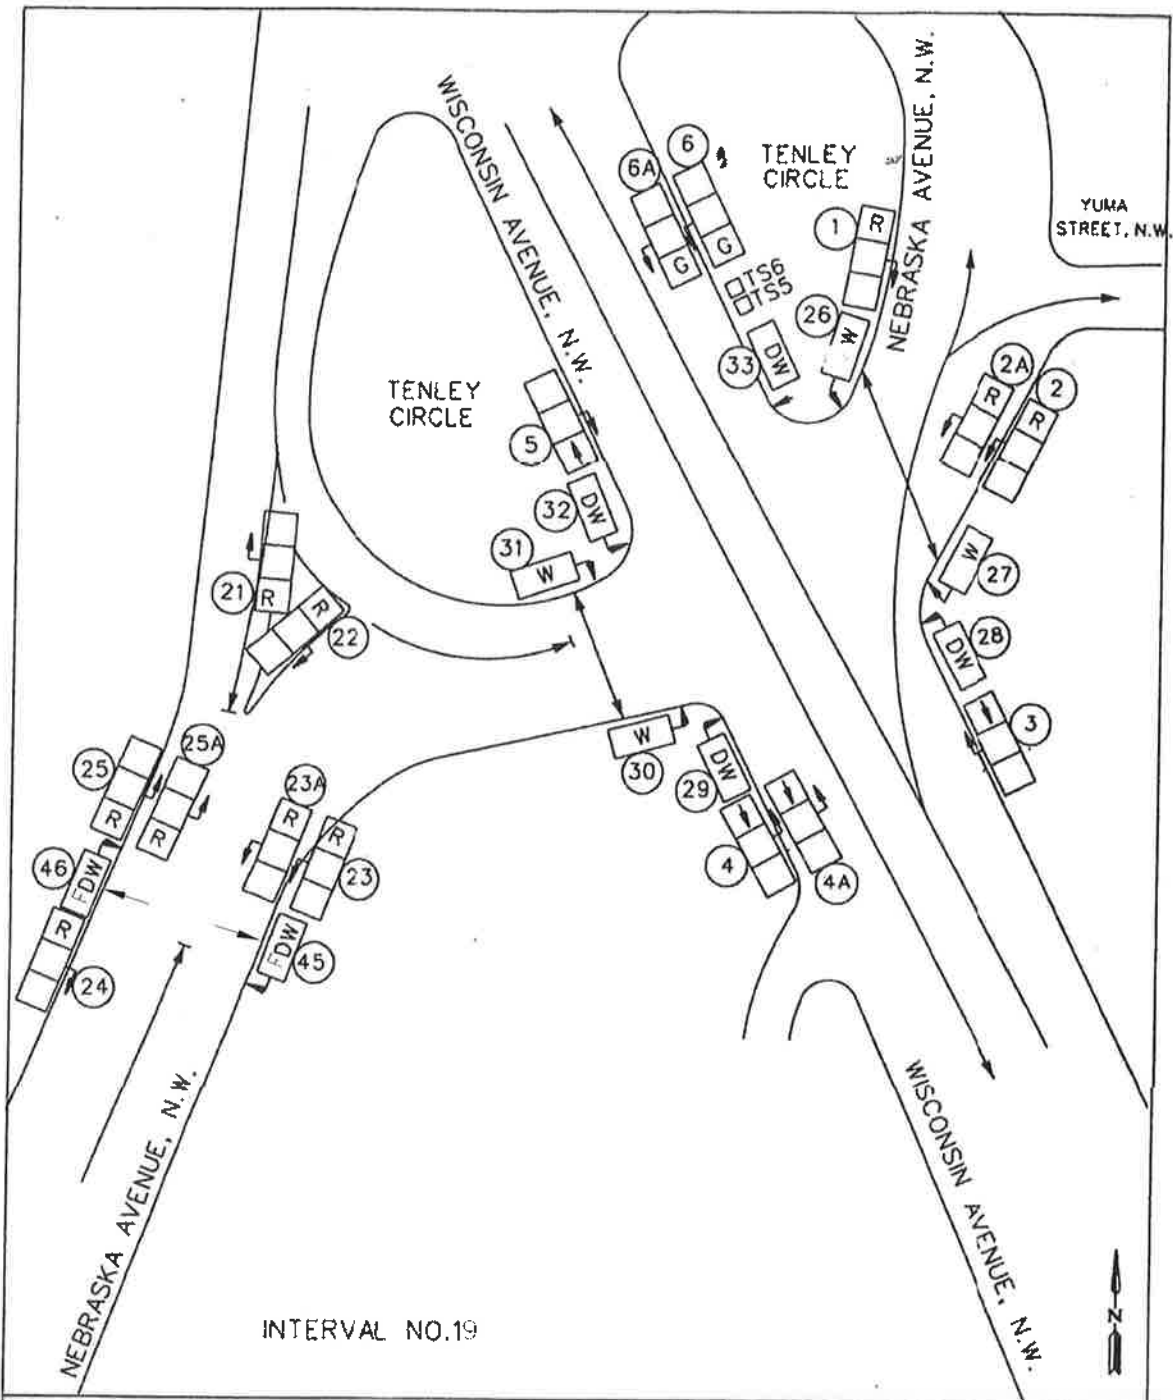 WISCONSIN AVENUE, N.W.
NEBRASKA AVENUE, N.W.
TENLEY
CIRCLE
YUMA
STREET, N.W.
6
6A
G
G
TS6
TS5
1
R
26
W
33
DW
2A
R
2
R
TENLEY
CIRCLE
5
32
DW
31
W
27
W
28
DW
3
21
R
22
R
30
W
29
DW
4
4A
25
R
25A
R
23A
R
23
R
46
FDW
45
FDW
24
R
NEBRASKA AVENUE, N.W.
WISCONSIN AVENUE, N.W.
INTERVAL NO.19
N